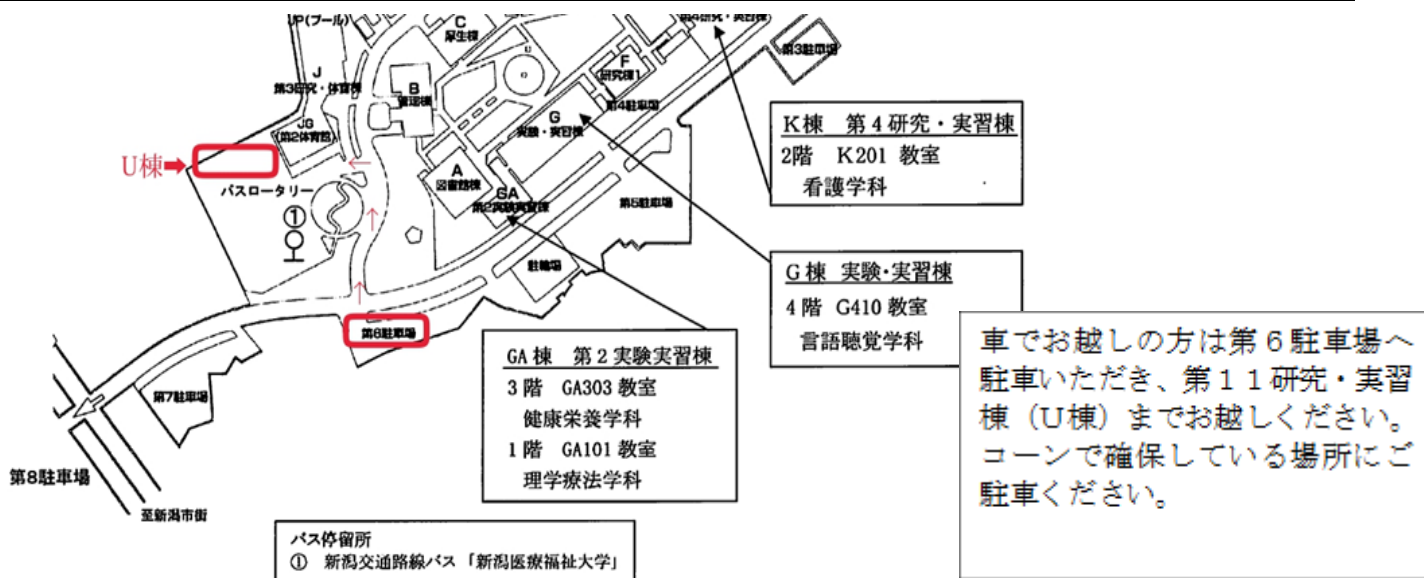 JP(プール)
C
厚生棟
第4研究・実習棟
第3駐車場
J
第3研究・体育棟
B
管理棟
F
(研究棟1)
第4駐車場
JG
(第2体育館)
G
実験・実習棟
U棟
バスロータリー
A
図書館棟
GA
第2実験実習棟
第5駐車場
①
駐輪場
第6駐車場
第7駐車場
第8駐車場
至新潟市街
K棟 第4研究・実習棟
2階 K201 教室
看護学科
G棟 実験・実習棟
4階 G410 教室
言語聴覚学科
GA棟 第2実験実習棟
3階 GA303 教室
健康栄養学科
1階 GA101 教室
理学療法学科
車でお越しの方は第6駐車場へ
駐車いただき、第11研究・実習
棟(U棟)までお越しください。
コーンで確保している場所にご
駐車ください。
バス停留所
① 新潟交通路線バス「新潟医療福祉大学」